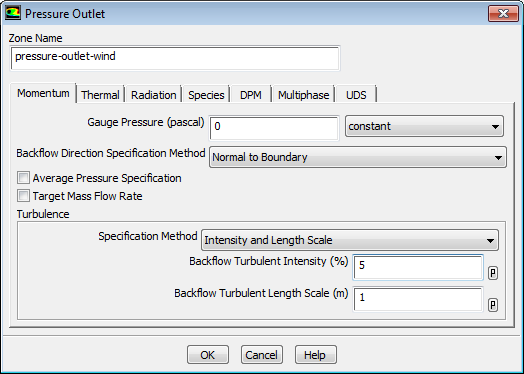 Pressure Outlet
Zone Name
pressure-outlet-wind
Momentum Thermal Radiation Species DPM Multiphase UDS
Gauge Pressure (pascal) 0 constant
Backflow Direction Specification Method Normal to Boundary
Average Pressure Specification
Target Mass Flow Rate
Turbulence
Specification Method Intensity and Length Scale
Backflow Turbulent Intensity (%) 5 P
Backflow Turbulent Length Scale (m) 1 P
OK Cancel Help